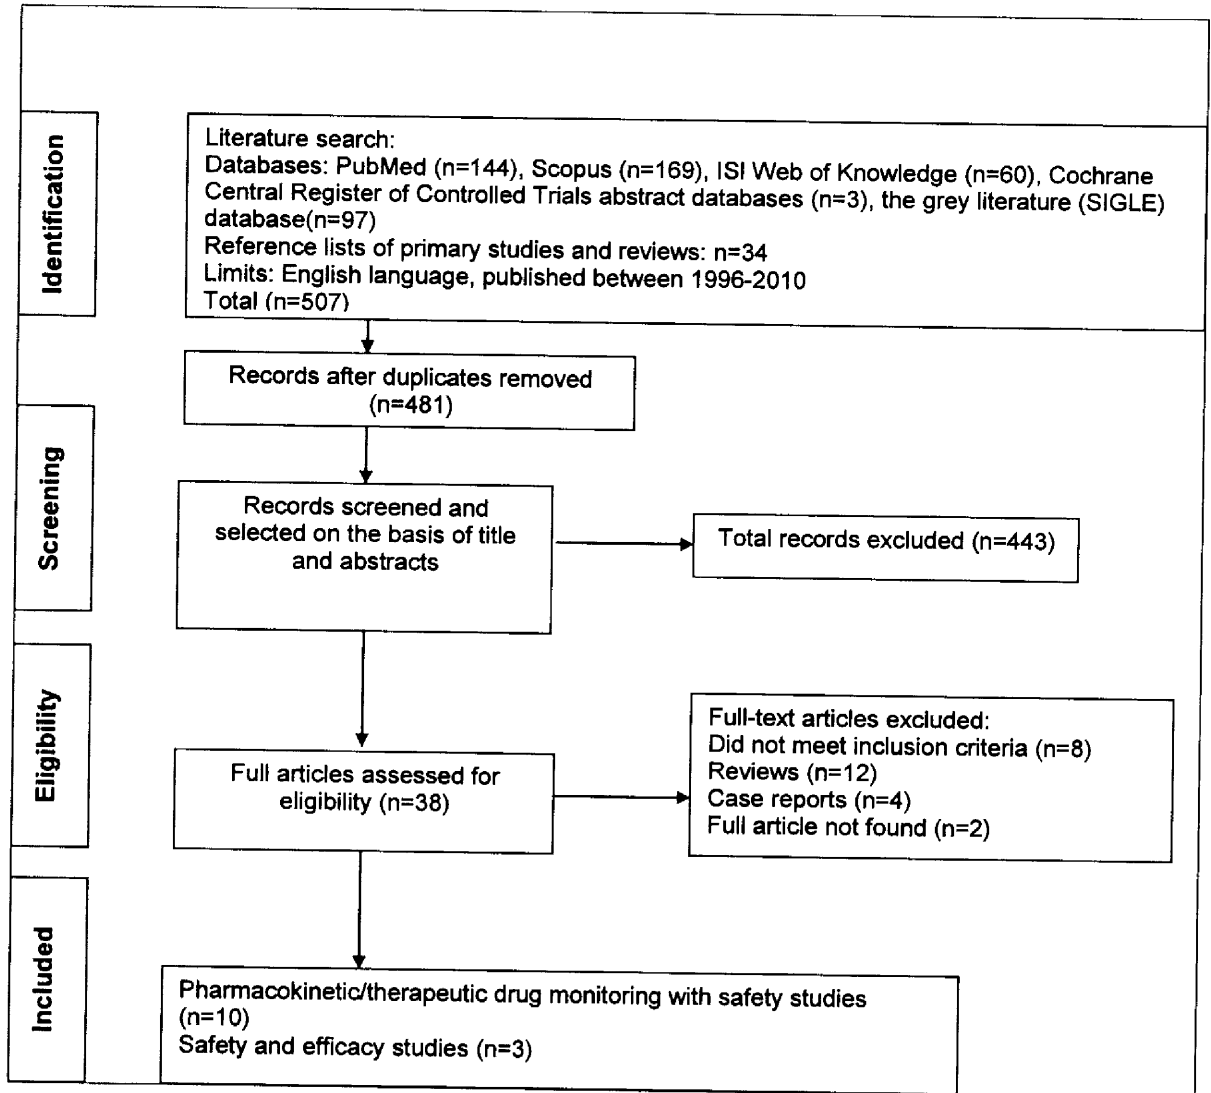 Identification
Literature search:
Databases: PubMed (n=144), Scopus (n=169), ISI Web of Knowledge (n=60), Cochrane
Central Register of Controlled Trials abstract databases (n=3), the grey literature (SIGLE)
database(n=97)
Reference lists of primary studies and reviews: n=34
Limits: English language, published between 1996-2010
Total (n=507)
Records after duplicates removed
(n=481)
Screening
Records screened and
selected on the basis of title
and abstracts
Total records excluded (n=443)
Eligibility
Full articles assessed for
eligibility (n=38)
Full-text articles excluded:
Did not meet inclusion criteria (n=8)
Reviews (n=12)
Case reports (n=4)
Full article not found (n=2)
Included
Pharmacokinetic/therapeutic drug monitoring with safety studies
(n=10)
Safety and efficacy studies (n=3)